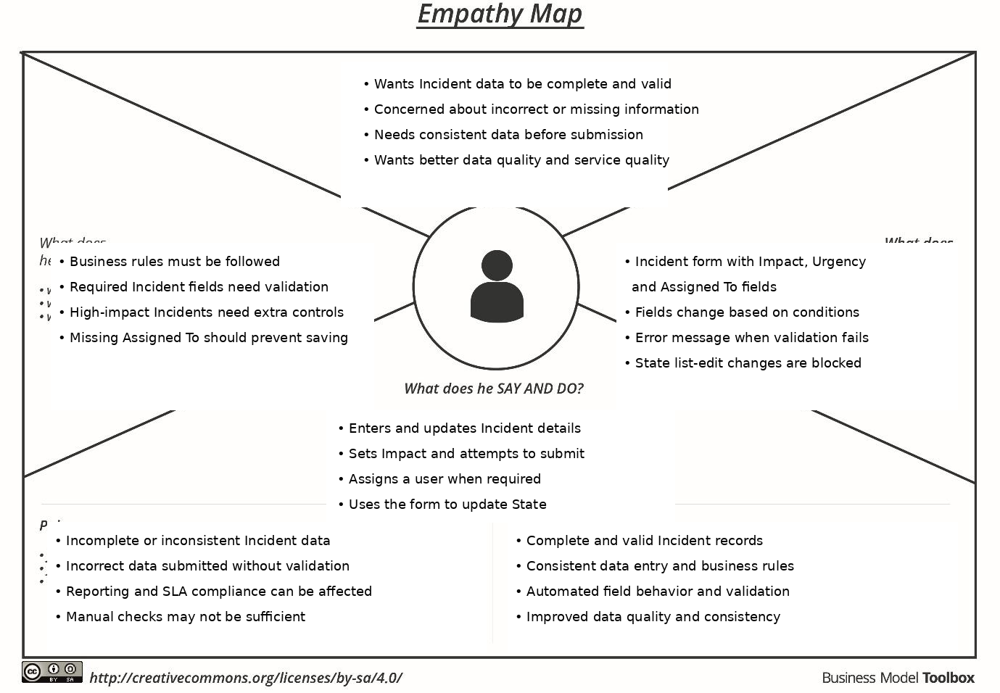 Empathy Map
• Wants Incident data to be complete and valid
• Concerned about incorrect or missing information
• Needs consistent data before submission
• Wants better data quality and service quality
What does
he
• Business rules must be followed
• Required Incident fields need validation
• High-impact Incidents need extra controls
• Missing Assigned To should prevent saving
What does
• Incident form with Impact, Urgency
and Assigned To fields
• Fields change based on conditions
• Error message when validation fails
• State list-edit changes are blocked
What does he SAY AND DO?
• Enters and updates Incident details
• Sets Impact and attempts to submit
• Assigns a user when required
• Uses the form to update State
• Incomplete or inconsistent Incident data
• Incorrect data submitted without validation
• Reporting and SLA compliance can be affected
• Manual checks may not be sufficient
• Complete and valid Incident records
• Consistent data entry and business rules
• Automated field behavior and validation
• Improved data quality and consistency
cc BY SA
http://creativecommons.org/licenses/by-sa/4.0/
Business Model Toolbox